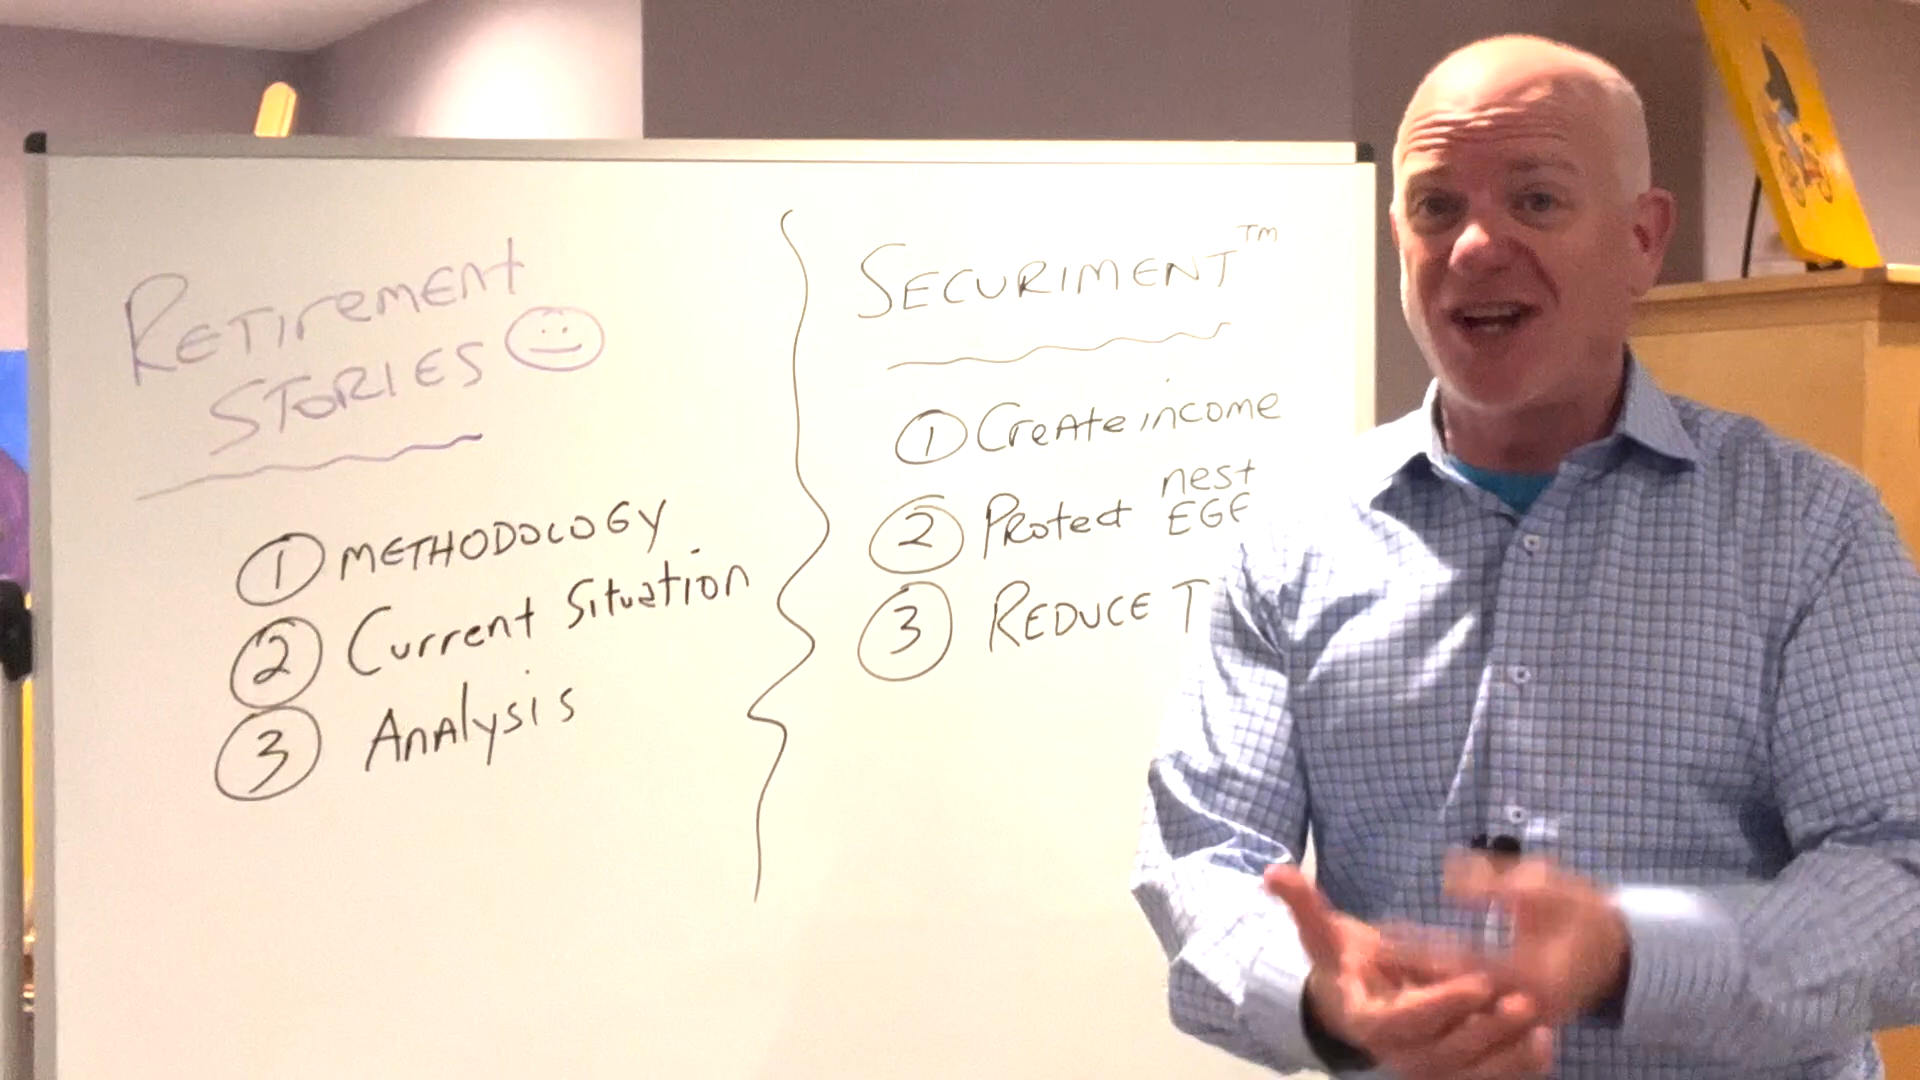 RETIREMENT
STORIES
1 METHODOLOGY
2 Current Situation
3 Analysis
SECURIMENT™
1 Create income
2 Protect nest
EGG
3 REDUCE T